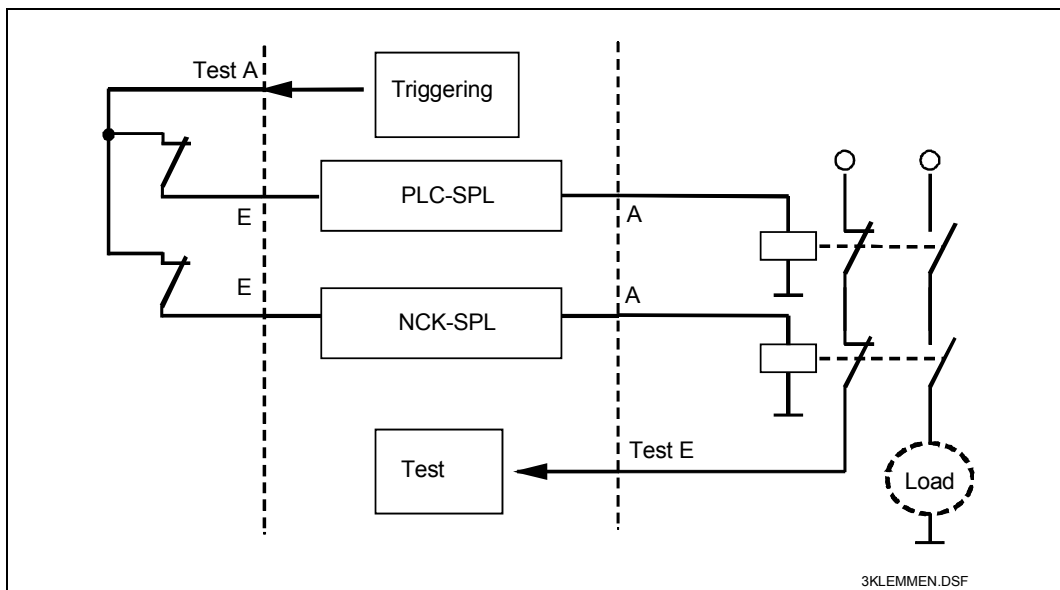 Test A
Triggering
E
PLC-SPL
A
E
NCK-SPL
A
Test
Test E
Load
3KLEMMEN.DSF